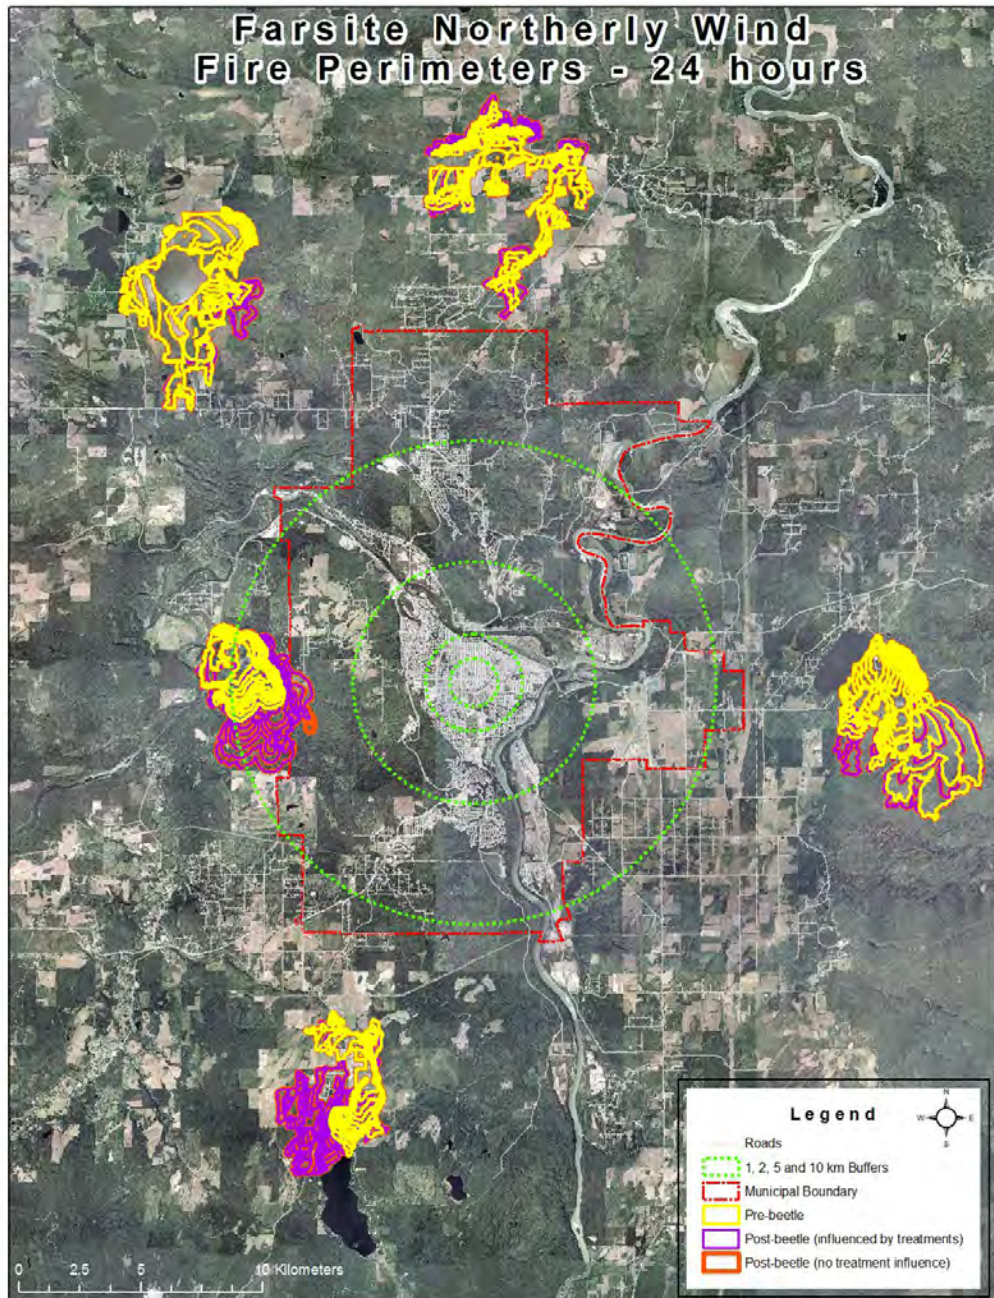 Farsite Northerly Wind
Fire Perimeters - 24 hours
Legend
N
W
E
S
Roads
1, 2, 5 and 10 km Buffers
Municipal Boundary
Pre-beetle
Post-beetle (influenced by treatments)
Post-beetle (no treatment influence)
0 2.5 5 10 Kilometers